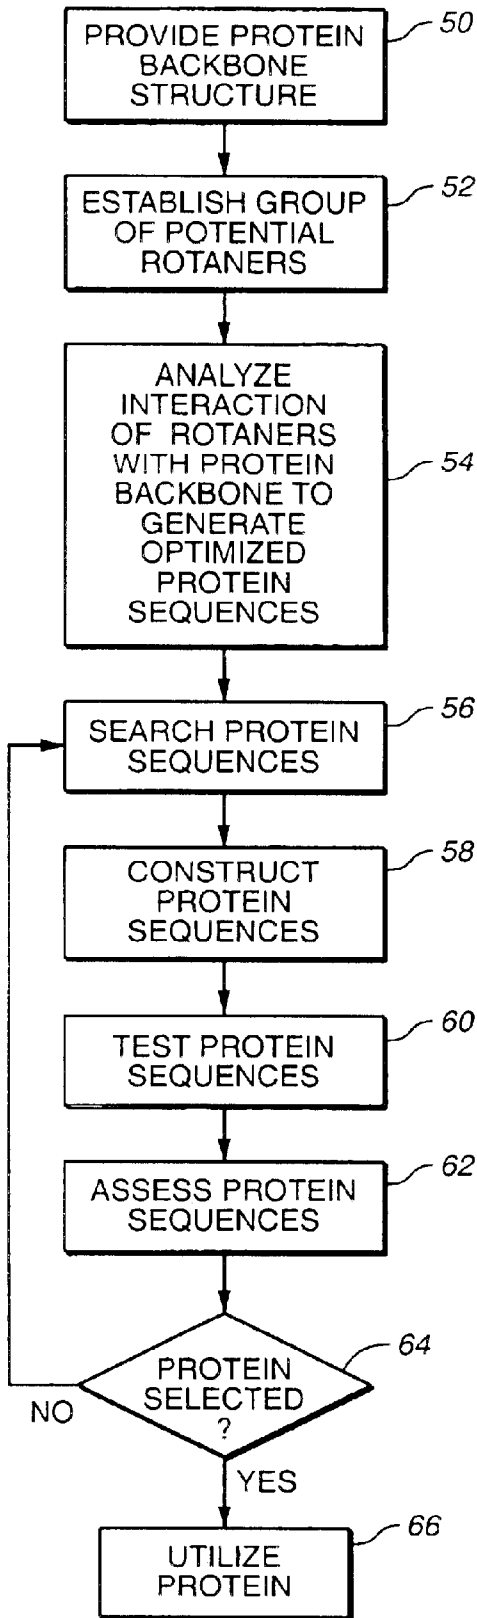 PROVIDE PROTEIN
BACKBONE
STRUCTURE
50
ESTABLISH GROUP
OF POTENTIAL
ROTANERS
52
ANALYZE
INTERACTION
OF ROTANERS
WITH PROTEIN
BACKBONE TO
GENERATE
OPTIMIZED
PROTEIN
SEQUENCES
54
SEARCH PROTEIN
SEQUENCES
56
CONSTRUCT
PROTEIN
SEQUENCES
58
TEST PROTEIN
SEQUENCES
60
ASSESS PROTEIN
SEQUENCES
62
PROTEIN
SELECTED
?
64
NO
YES
UTILIZE
PROTEIN
66